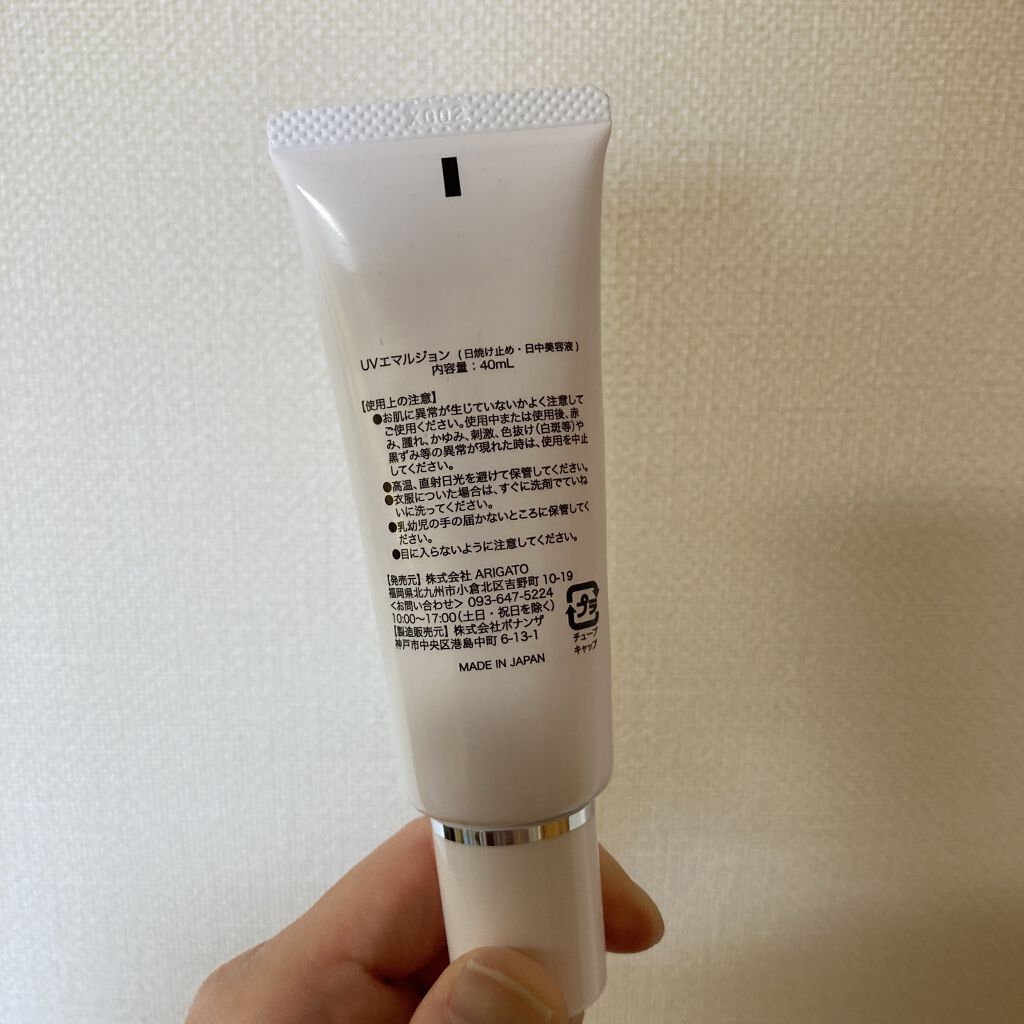 X002
UVエマルジョン (日焼け止め・日中美容液)
内容量：40mL
【使用上の注意】
●お肌に異常が生じていないかよく注意して
ご使用ください。使用中または使用後、赤
み、腫れ、かゆみ、刺激、色抜け(白斑等)や
黒ずみ等の異常が現れた時は、使用を中止
してください。
●高温、直射日光を避けて保管してください。
●衣服についた場合は、すぐに洗剤でていね
いに洗ってください。
●乳幼児の手の届かないところに保管してく
ださい。
●目に入らないように注意してください。
【発売元】株式会社 ARIGATO
福岡県北九州市小倉北区吉野町 10-19
<お問い合わせ> 093-647-5224
10:00〜17:00(土日・祝日を除く)
【製造販売元】株式会社ボナンザ
神戸市中央区港島中町 6-13-1
プラ
チューブ
キャップ
MADE IN JAPAN